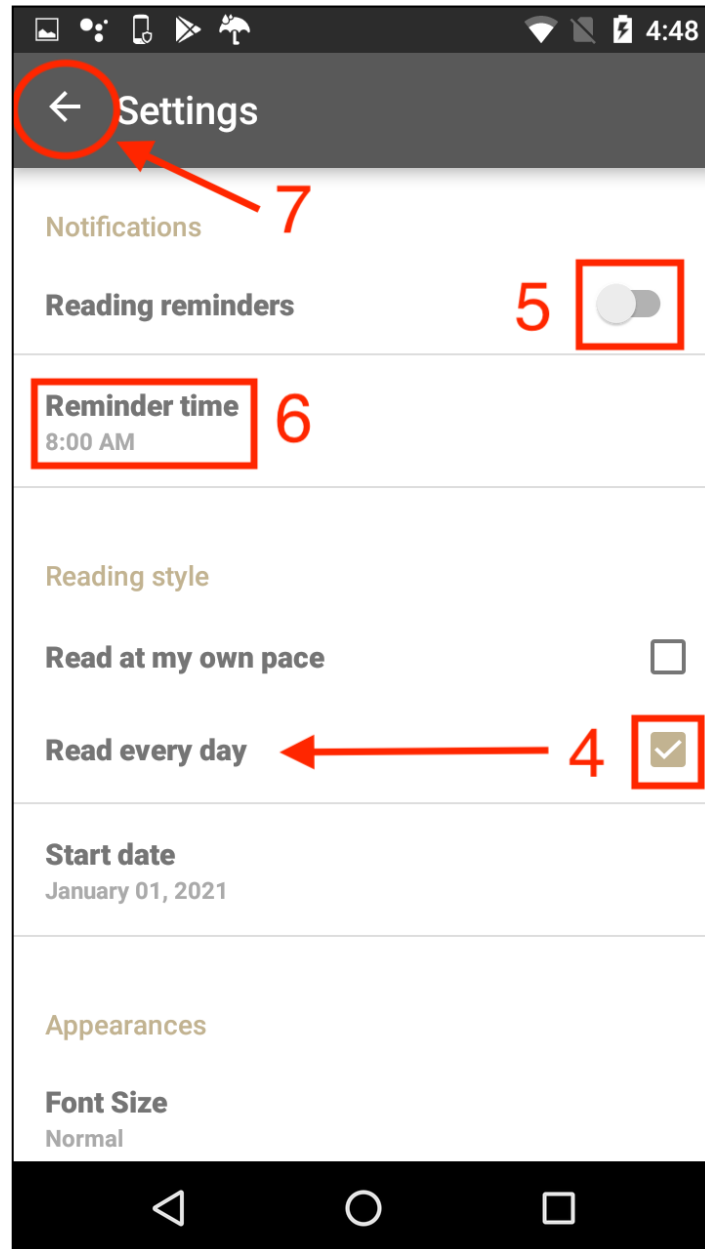 4:48
Settings
7
Notifications
Reading reminders 5
Reminder time 6
8:00 AM
Reading style
Read at my own pace
Read every day 4
Start date
January 01, 2021
Appearances
Font Size
Normal